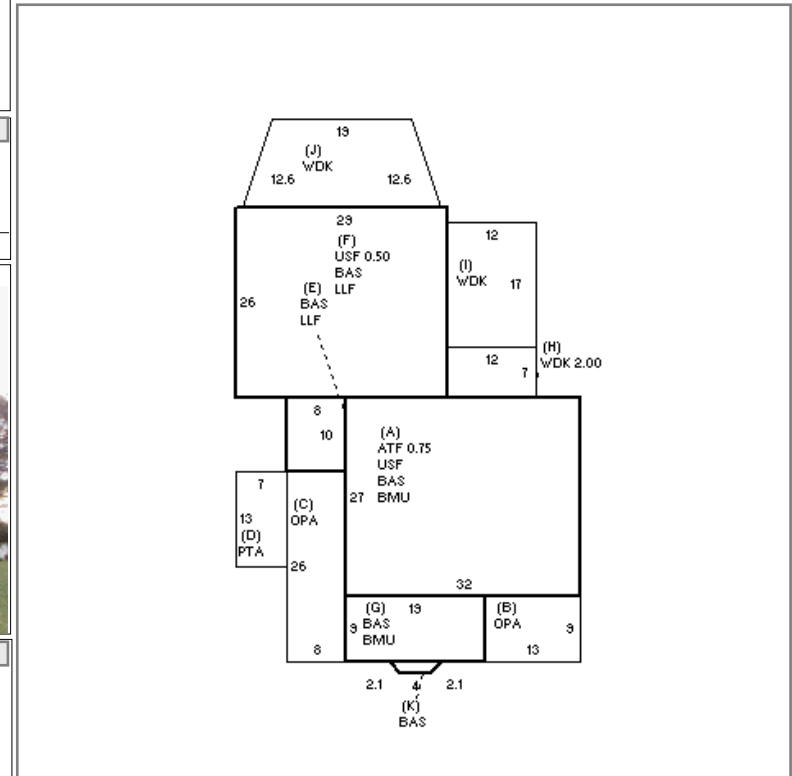 19
(J)
WDK
12.6 12.6
29
(F)
USF 0.50
BAS
LLF
(E)
BAS
LLF
26
12
(I)
WDK 17
(H)
WDK 2.00
12
7
8
10
(A)
ATF 0.75
USF
BAS
BMU
27
32
7
13
(D)
PTA
(C)
OPA
26
8
(G) 19
BAS
BMU
9
(B)
OPA 9
13
2.1 4 2.1
(K)
BAS